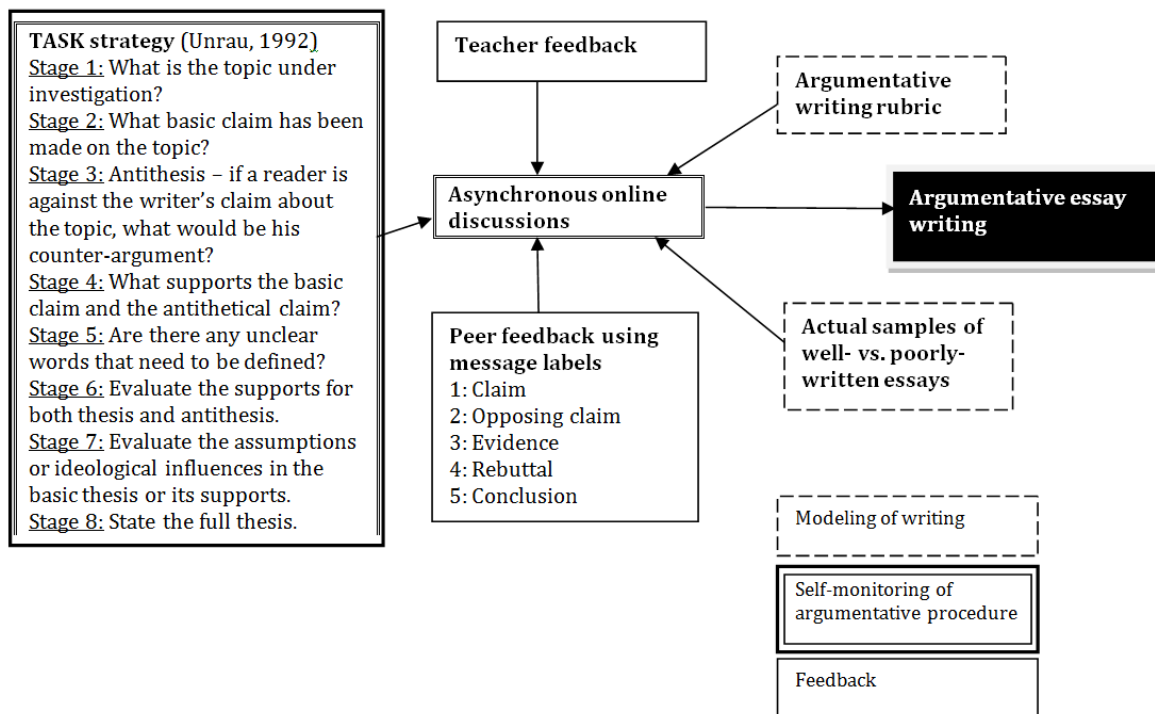 TASK strategy (Unrau, 1992)
Stage 1: What is the topic under
investigation?
Stage 2: What basic claim has been
made on the topic?
Stage 3: Antithesis – if a reader is
against the writer's claim about
the topic, what would be his
counter-argument?
Stage 4: What supports the basic
claim and the antithetical claim?
Stage 5: Are there any unclear
words that need to be defined?
Stage 6: Evaluate the supports for
both thesis and antithesis.
Stage 7: Evaluate the assumptions
or ideological influences in the
basic thesis or its supports.
Stage 8: State the full thesis.
Teacher feedback
Argumentative
writing rubric
Asynchronous online
discussions
Argumentative essay
writing
Peer feedback using
message labels
1: Claim
2: Opposing claim
3: Evidence
4: Rebuttal
5: Conclusion
Actual samples of
well- vs. poorly-
written essays
Modeling of writing
Self-monitoring of
argumentative procedure
Feedback